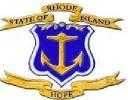 STATE OF RHODE ISLAND
HOPE